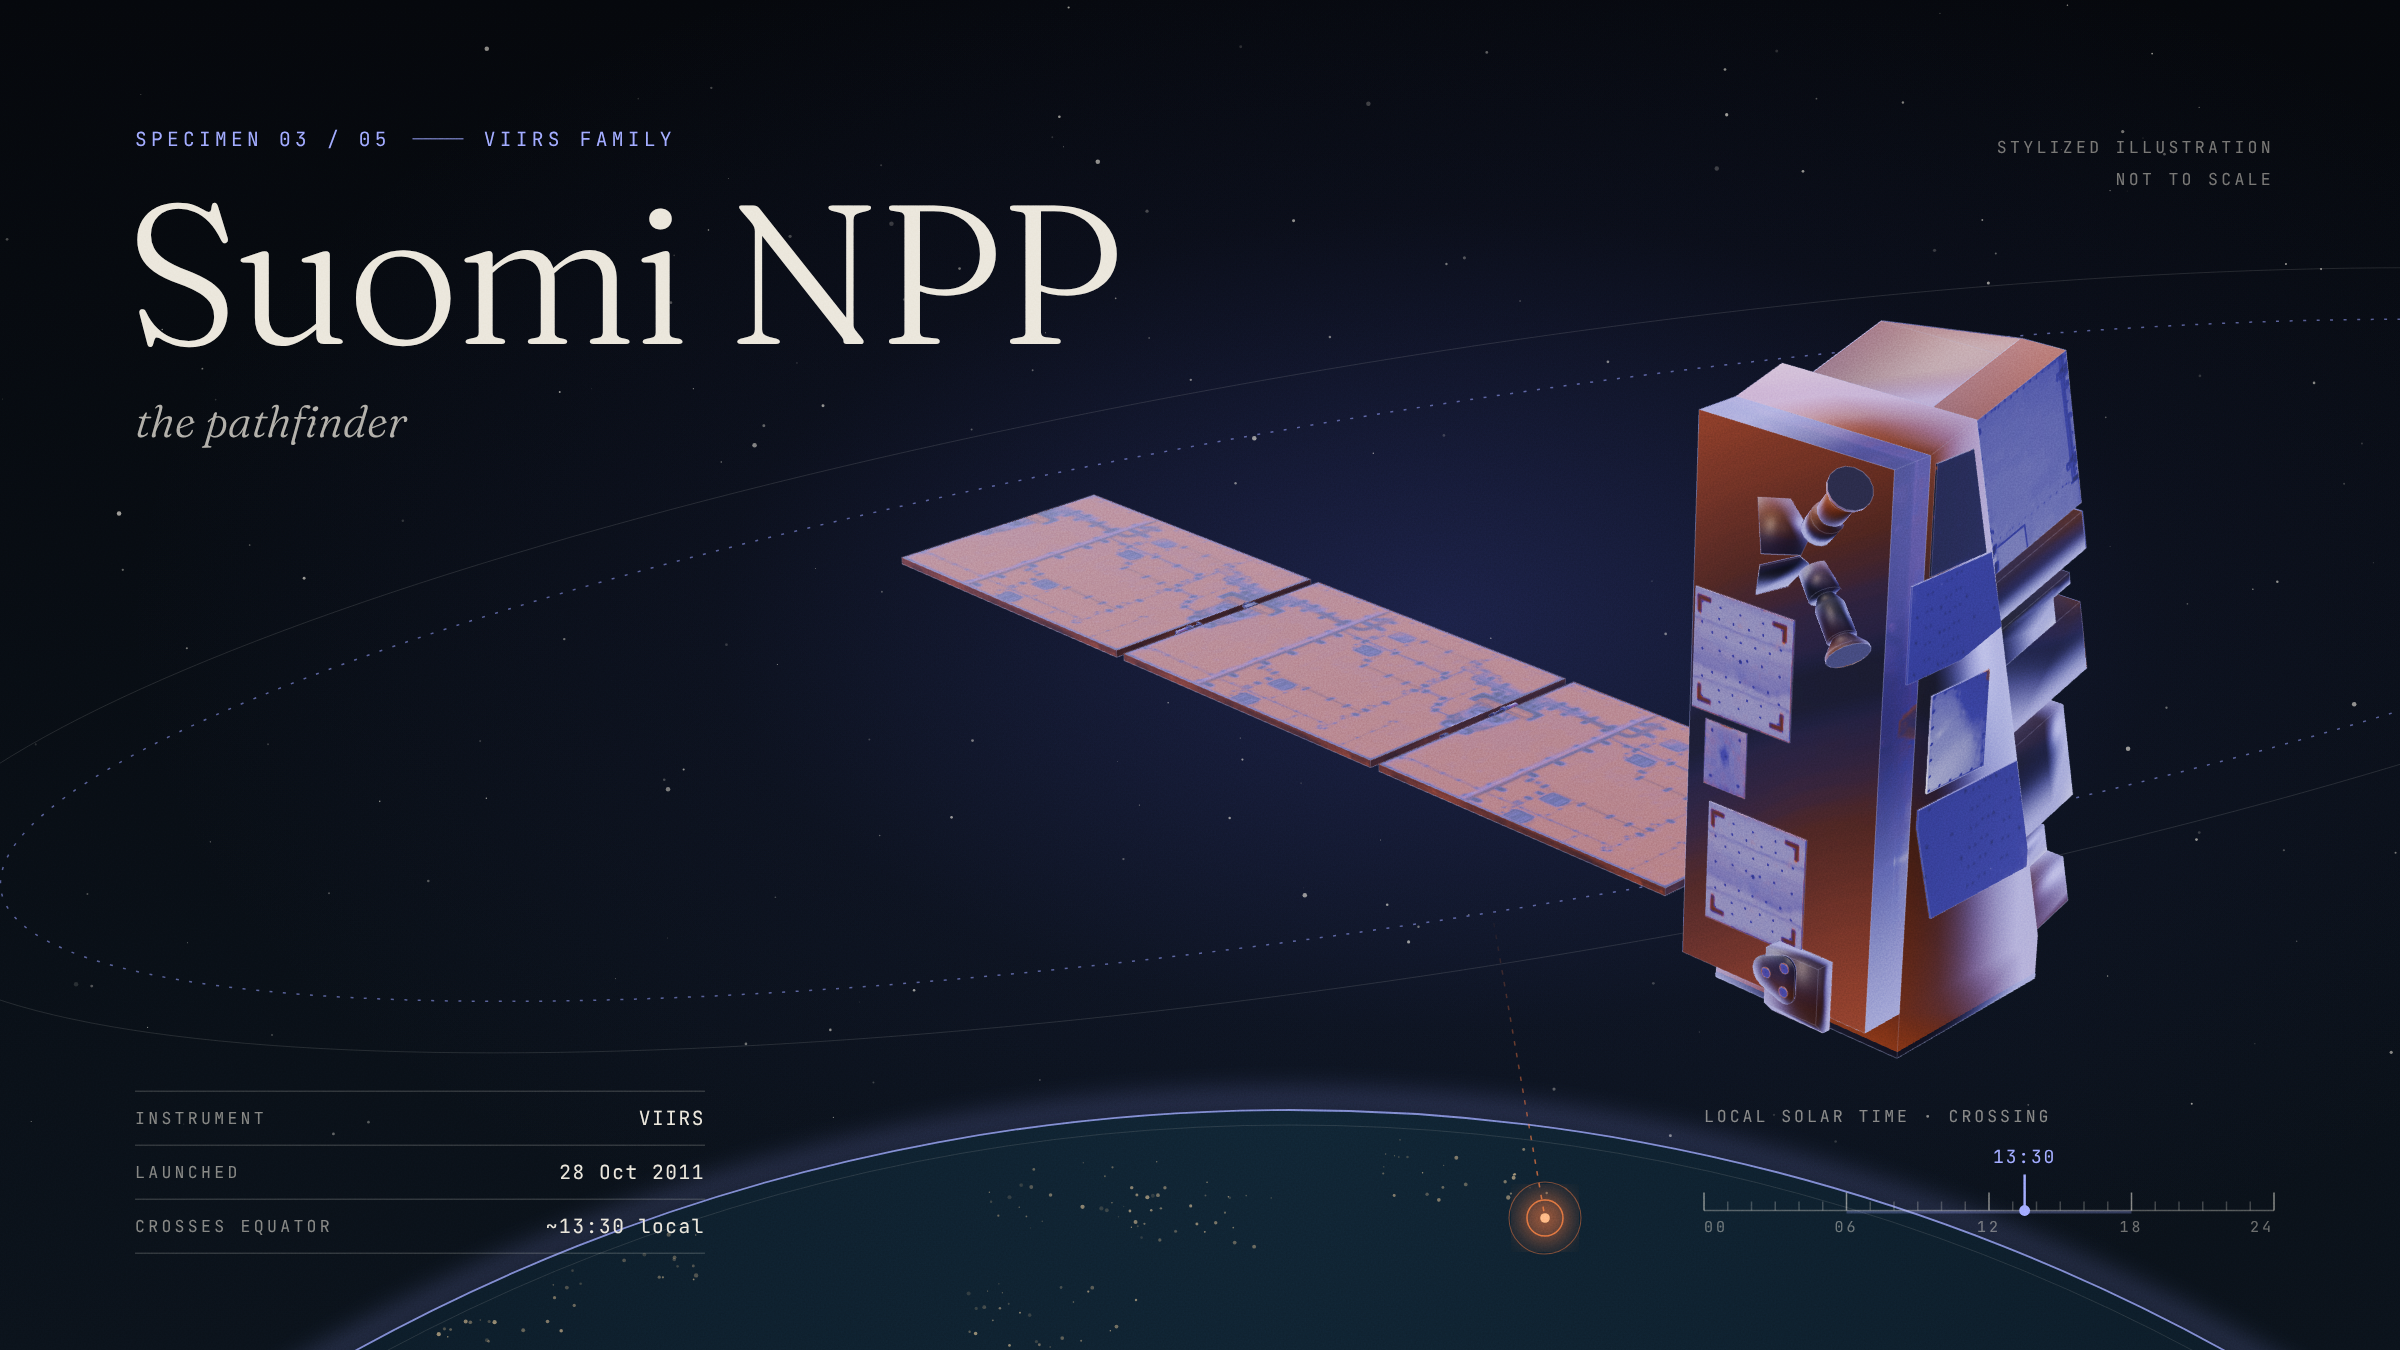 SPECIMEN 03 / 05 — VIIRS FAMILY
STYLIZED ILLUSTRATION
NOT TO SCALE
Suomi NPP
the pathfinder
INSTRUMENT VIIRS
LAUNCHED 28 Oct 2011
CROSSES EQUATOR ~13:30 local
LOCAL SOLAR TIME · CROSSING
13:30
00 06 12 18 24